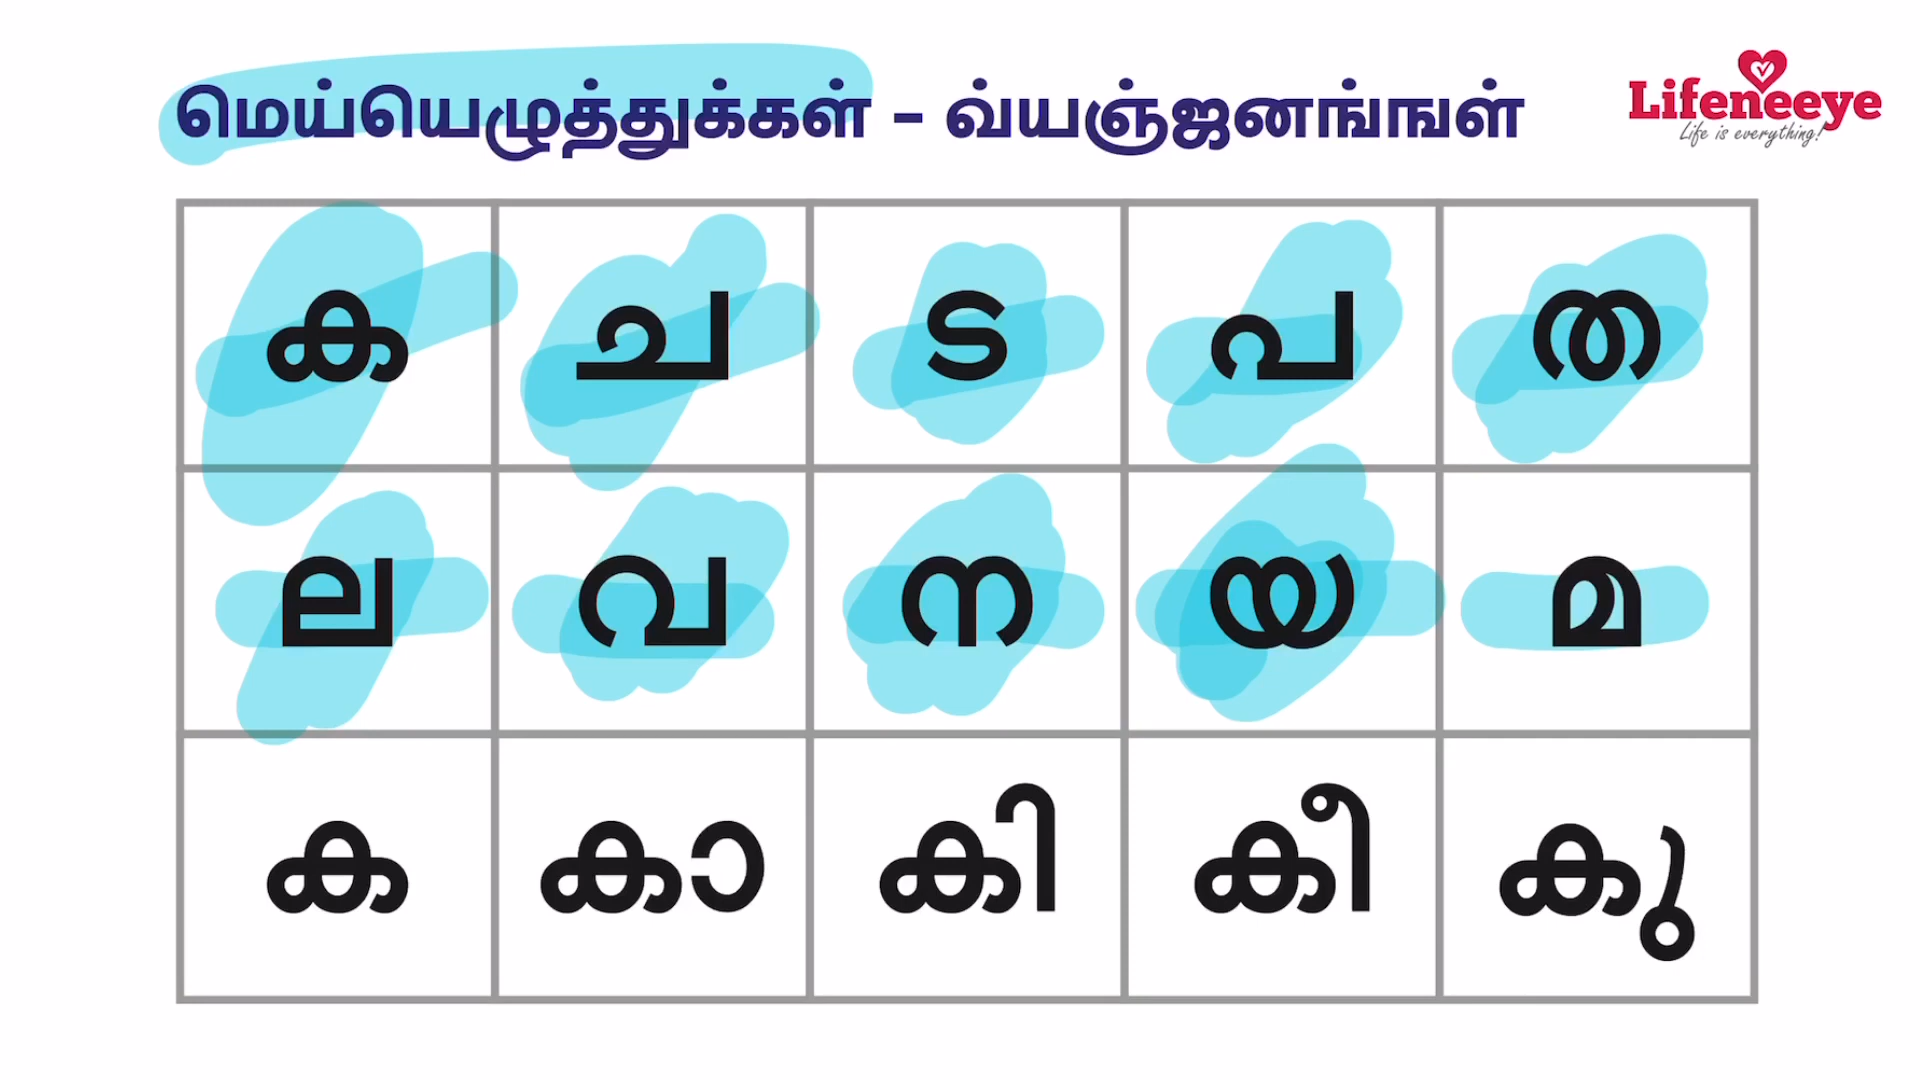 மெய்யெழுத்துக்கள் – வ்யஞ்ஜனங்ஙள்
Lifeneeye
Life is everything!
ക ച ട പ ത
ല വ ന യ മ
ക കാ കി കീ കു